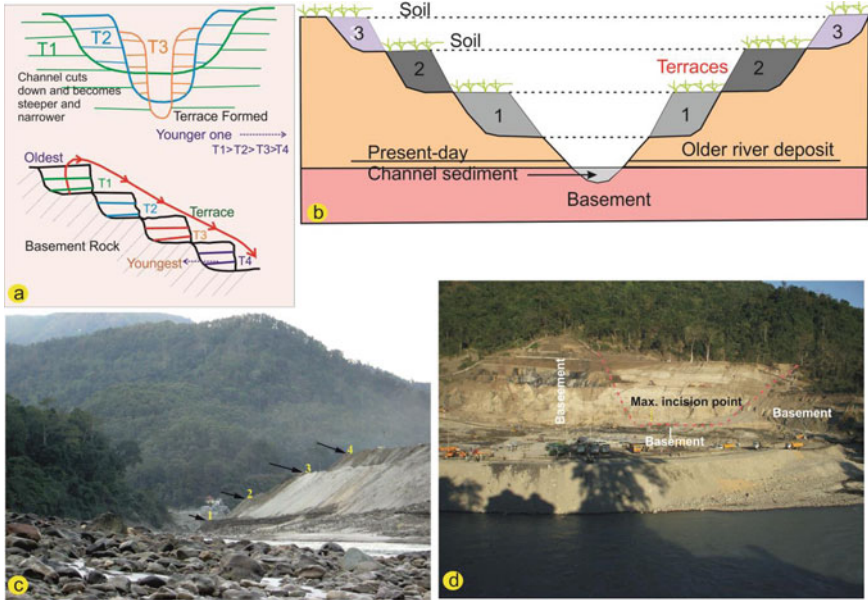 T1
T2
T3
Channel cuts
down and becomes
steeper and
narrower
Terrace Formed
Younger one
T1>T2>T3>T4
Oldest
T1
T2
Terrace
T3
Basement Rock
Youngest
T4
a
Soil
Soil
3
3
2
Terraces
2
1
1
Present-day
Older river deposit
Channel sediment
Basement
b
1
2
3
4
c
Basement
Max. incision point
Basement
Basement
d